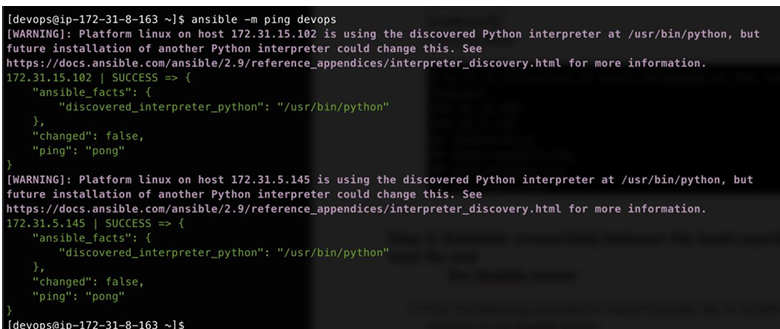 [devops@ip-172-31-8-163 ~]$ ansible -m ping devops
[WARNING]: Platform linux on host 172.31.15.102 is using the discovered Python interpreter at /usr/bin/python, but
future installation of another Python interpreter could change this. See
https://docs.ansible.com/ansible/2.9/reference_appendices/interpreter_discovery.html for more information.
172.31.15.102 | SUCCESS => {
    "ansible_facts": {
        "discovered_interpreter_python": "/usr/bin/python"
    },
    "changed": false,
    "ping": "pong"
}
[WARNING]: Platform linux on host 172.31.5.145 is using the discovered Python interpreter at /usr/bin/python, but
future installation of another Python interpreter could change this. See
https://docs.ansible.com/ansible/2.9/reference_appendices/interpreter_discovery.html for more information.
172.31.5.145 | SUCCESS => {
    "ansible_facts": {
        "discovered_interpreter_python": "/usr/bin/python"
    },
    "changed": false,
    "ping": "pong"
}
[devops@ip-172-31-8-163 ~]$